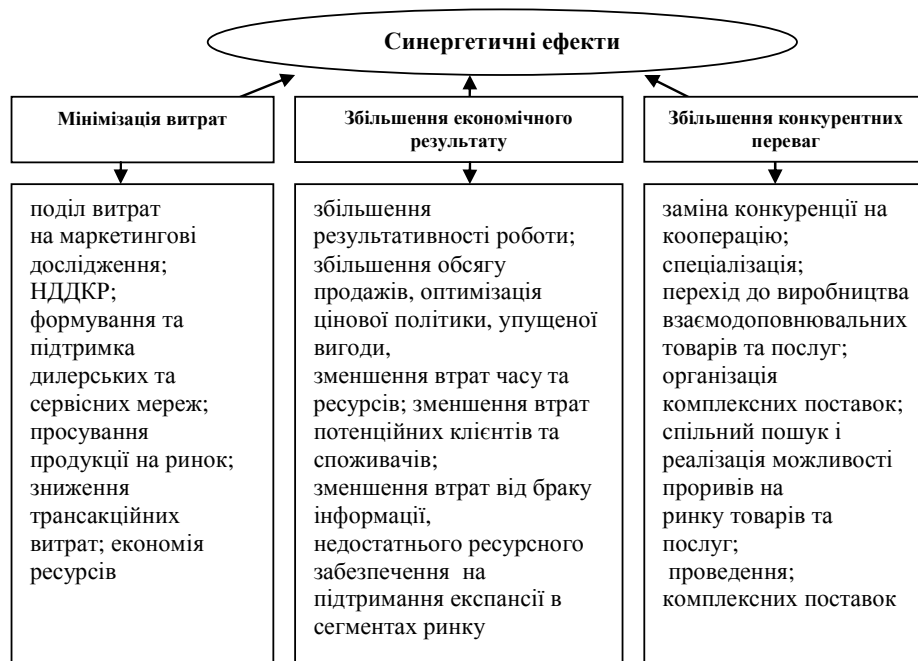 Синергетичні ефекти
Мінімізація витрат
Збільшення економічного
результату
Збільшення конкурентних
переваг
поділ витрат
на маркетингові
дослідження;
НДДКР;
формування та
підтримка
дилерських та
сервісних мереж;
просування
продукції на ринок;
зниження
трансакційних
витрат; економія
ресурсів
збільшення
результативності роботи;
збільшення обсягу
продажів, оптимізація
цінової політики, упущеної
вигоди,
зменшення втрат часу та
ресурсів; зменшення втрат
потенційних клієнтів та
споживачів;
зменшення втрат від браку
інформації,
недостатнього ресурсного
забезпечення на
підтримання експансії в
сегментах ринку
заміна конкуренції на
кооперацію;
спеціалізація;
перехід до виробництва
взаємодоповнювальних
товарів та послуг;
організація
комплексних поставок;
спільний пошук і
реалізація можливості
проривів на
ринку товарів та
послуг;
проведення;
комплексних поставок